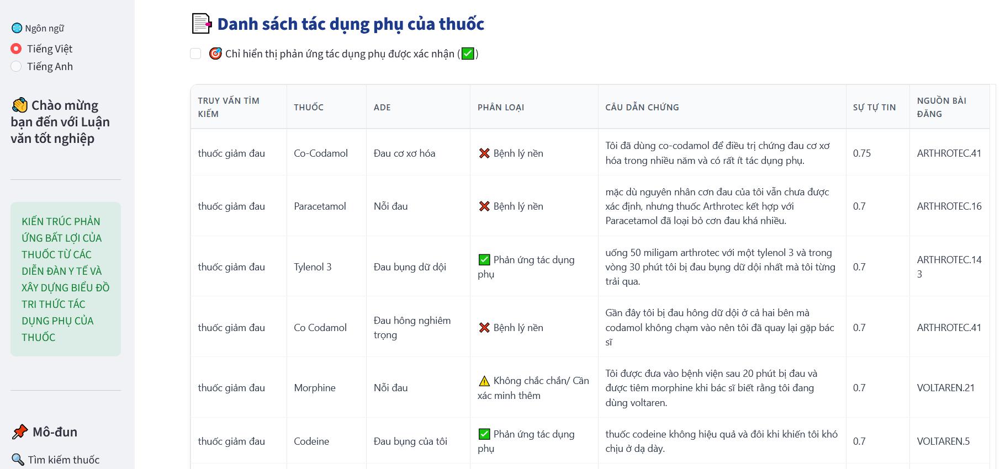 Ngôn ngữ
Tiếng Việt
Tiếng Anh
Chào mừng
bạn đến với Luận
văn tốt nghiệp
KIẾN TRÚC PHẢN
ỨNG BẤT LỢI CỦA
THUỐC TỪ CÁC
DIỄN ĐÀN Y TẾ VÀ
XÂY DỰNG BIỂU ĐỒ
TRI THỨC TÁC
DỤNG PHỤ CỦA
THUỐC
Mô-đun
Tìm kiếm thuốc
Danh sách tác dụng phụ của thuốc
Chỉ hiển thị phản ứng tác dụng phụ được xác nhận (✅)
TRUY VẤN TÌM
KIẾM
THUỐC
ADE
PHÂN LOẠI
CÂU DẪN CHỨNG
SỰ TỰ TIN
NGUỒN BÀI
ĐĂNG
thuốc giảm đau
Co-Codamol
Đau cơ xơ hóa
❌ Bệnh lý nền
Tôi đã dùng co-codamol để điều trị chứng đau cơ xơ
hóa trong nhiều năm và có rất ít tác dụng phụ.
0.75
ARTHROTEC.41
thuốc giảm đau
Paracetamol
Nỗi đau
❌ Bệnh lý nền
mặc dù nguyên nhân cơn đau của tôi vẫn chưa được
xác định, nhưng thuốc Arthrotec kết hợp với
Paracetamol đã loại bỏ cơn đau khá nhiều.
0.7
ARTHROTEC.16
thuốc giảm đau
Tylenol 3
Đau bụng dữ dội
✅ Phản ứng tác dụng
phụ
uống 50 miligam arthrotec với một tylenol 3 và trong
vòng 30 phút tôi bị đau bụng dữ dội nhất mà tôi từng
trải qua.
0.7
ARTHROTEC.14
3
thuốc giảm đau
Co Codamol
Đau hông nghiêm
trọng
❌ Bệnh lý nền
Gần đây tôi bị đau hông dữ dội ở cả hai bên mà
codamol không chạm vào nên tôi đã quay lại gặp bác
sĩ
0.7
ARTHROTEC.41
thuốc giảm đau
Morphine
Nỗi đau
⚠️ Không chắc chắn/ Cần
xác minh thêm
Tôi được đưa vào bệnh viện sau 20 phút bị đau và
được tiêm morphine khi bác sĩ biết rằng tôi đang
dùng voltaren.
0.7
VOLTAREN.21
thuốc giảm đau
Codeine
Đau bụng của tôi
✅ Phản ứng tác dụng
phụ
thuốc codeine không hiệu quả và đôi khi khiến tôi khó
chịu ở dạ dày.
0.7
VOLTAREN.5